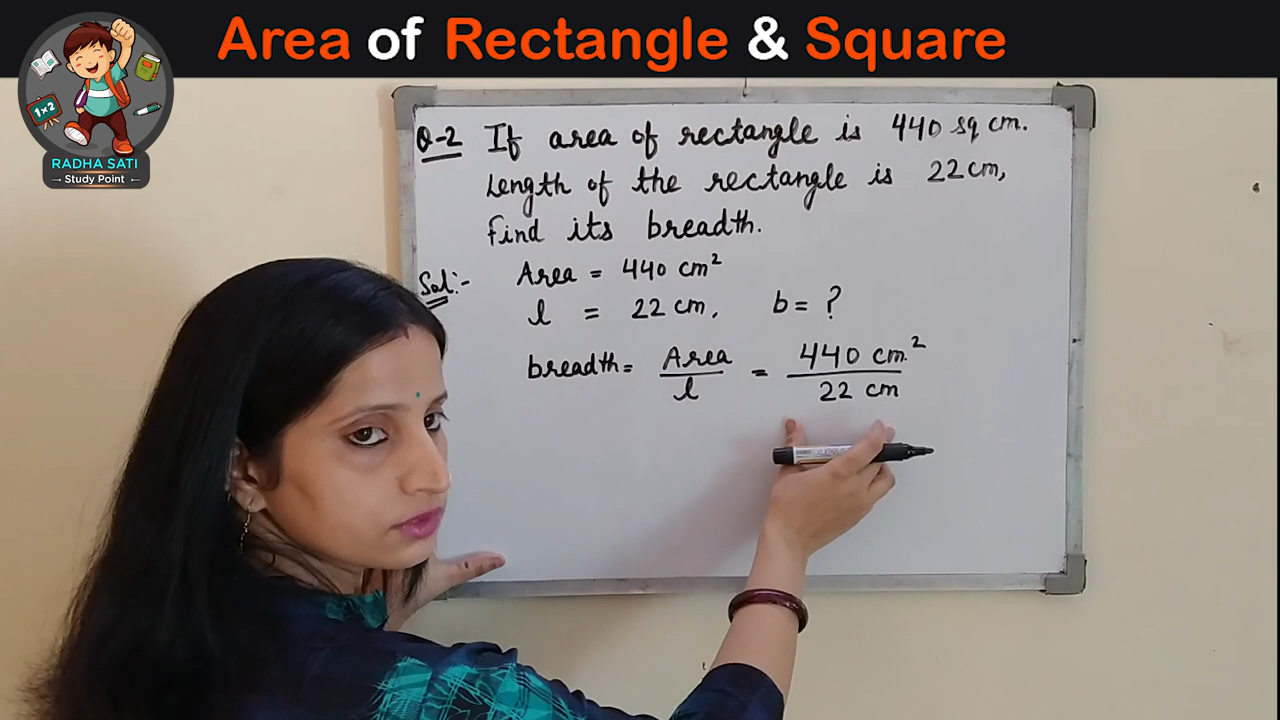 Area of Rectangle & Square
1x2
RADHA SATI
Study Point
Q-2 If area of rectangle is 440 sq cm.
Length of the rectangle is 22 cm,
find its breadth.
Sol:- Area = 440 cm²
l = 22 cm, b = ?
breadth = Area / l = 440 cm.² / 22 cm